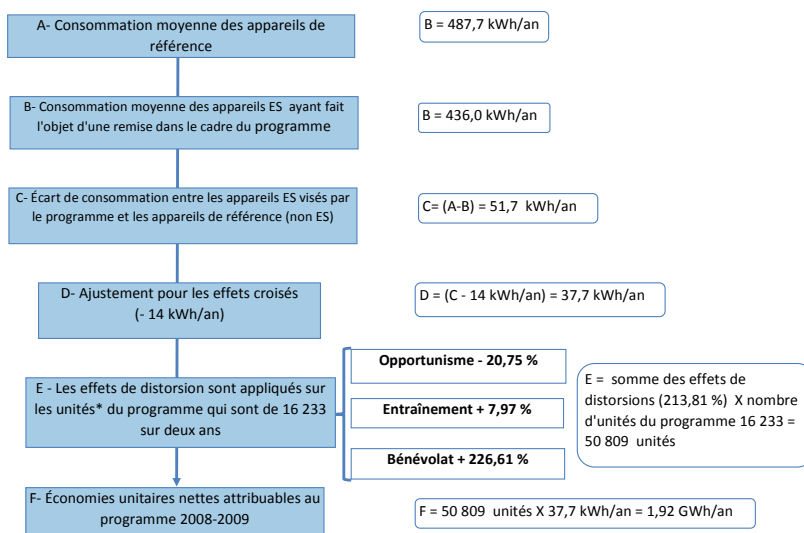 A- Consommation moyenne des appareils de
référence
B = 487,7 kWh/an
B- Consommation moyenne des appareils ES ayant fait
l'objet d'une remise dans le cadre du programme
B = 436,0 kWh/an
C- Écart de consommation entre les appareils ES visés par
le programme et les appareils de référence (non ES)
C= (A-B) = 51,7 kWh/an
D- Ajustement pour les effets croisés
(- 14 kWh/an)
D = (C - 14 kWh/an) = 37,7 kWh/an
E - Les effets de distorsion sont appliqués sur
les unités* du programme qui sont de 16 233
sur deux ans
Opportunisme - 20,75 %
Entraînement + 7,97 %
Bénévolat + 226,61 %
E = somme des effets de
distorsions (213,81 %) X nombre
d'unités du programme 16 233 =
50 809 unités
F- Économies unitaires nettes attribuables au
programme 2008-2009
F = 50 809 unités X 37,7 kWh/an = 1,92 GWh/an